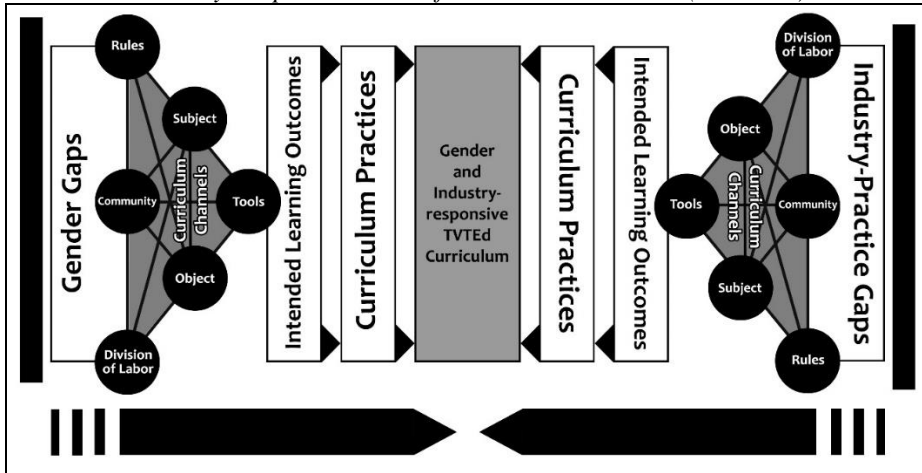 Gender Gaps
Rules
Subject
Community
Curriculum
Channels
Tools
Object
Division
of Labor
Intended Learning Outcomes
Curriculum Practices
Gender
and
Industry-
responsive
TVTEd
Curriculum
Curriculum Practices
Intended Learning Outcomes
Division
of Labor
Object
Tools
Curriculum
Channels
Community
Subject
Rules
Industry-Practice Gaps